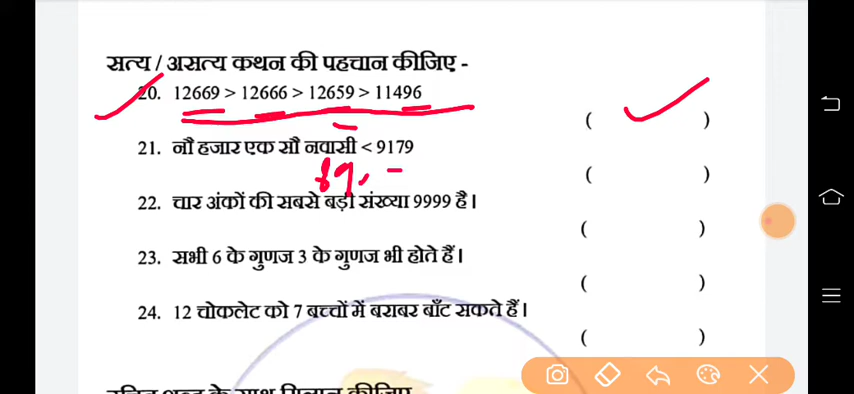 सत्य / असत्य कथन की पहचान कीजिए -
20. 12669 > 12666 > 12659 > 11496 ( )
21. नौ हजार एक सौ नवासी < 9179 ( )
89
22. चार अंकों की सबसे बड़ी संख्या 9999 है। ( )
23. सभी 6 के गुणज 3 के गुणज भी होते हैं। ( )
24. 12 चोकलेट को 7 बच्चों में बराबर बाँट सकते हैं। ( )